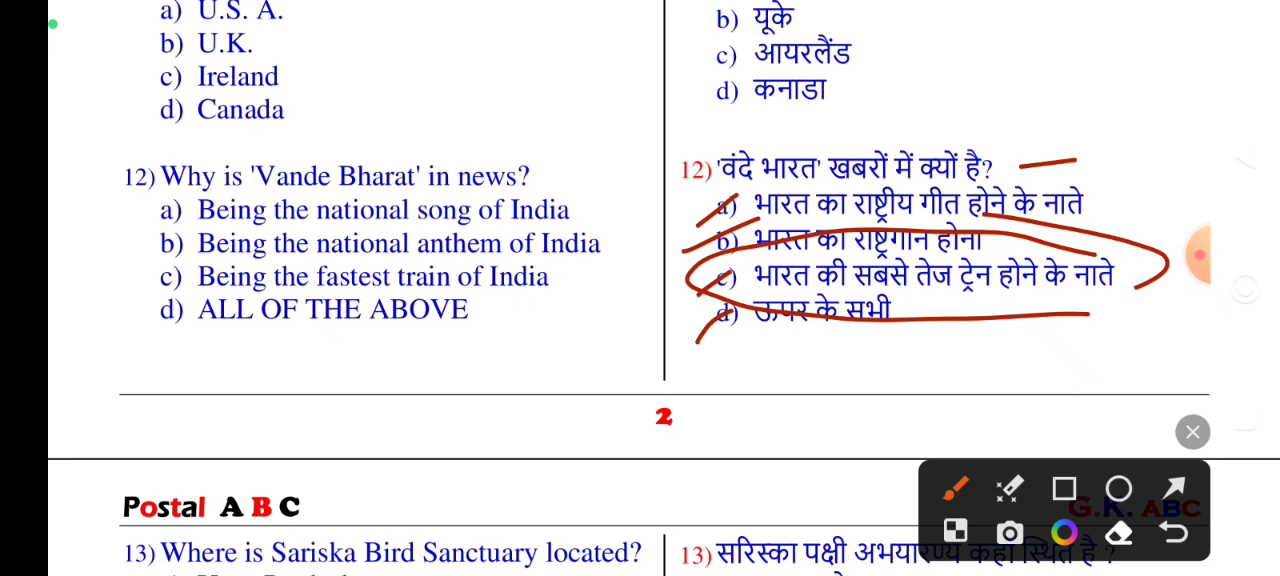 a) U.S. A.
b) U.K.
c) Ireland
d) Canada
12) Why is 'Vande Bharat' in news?
a) Being the national song of India
b) Being the national anthem of India
c) Being the fastest train of India
d) ALL OF THE ABOVE
b) यूके
c) आयरलैंड
d) कनाडा
12) 'वंदे भारत' खबरों में क्यों है?
a) भारत का राष्ट्रीय गीत होने के नाते
b) भारत का राष्ट्रगान होना
c) भारत की सबसे तेज ट्रेन होने के नाते
d) ऊपर के सभी
2
Postal A B C
G.K. ABC
13) Where is Sariska Bird Sanctuary located?
13) सरिस्का पक्षी अभयारण्य कहाँ स्थित है ?